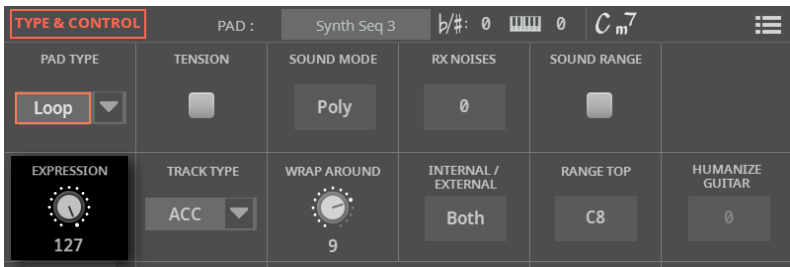 TYPE & CONTROL PAD : Synth Seq 3 ♭/#: 0 0 Cm7
PAD TYPE TENSION SOUND MODE RX NOISES SOUND RANGE
Loop Poly 0
EXPRESSION TRACK TYPE WRAP AROUND INTERNAL / EXTERNAL RANGE TOP HUMANIZE GUITAR
ACC Both C8 0
127 9